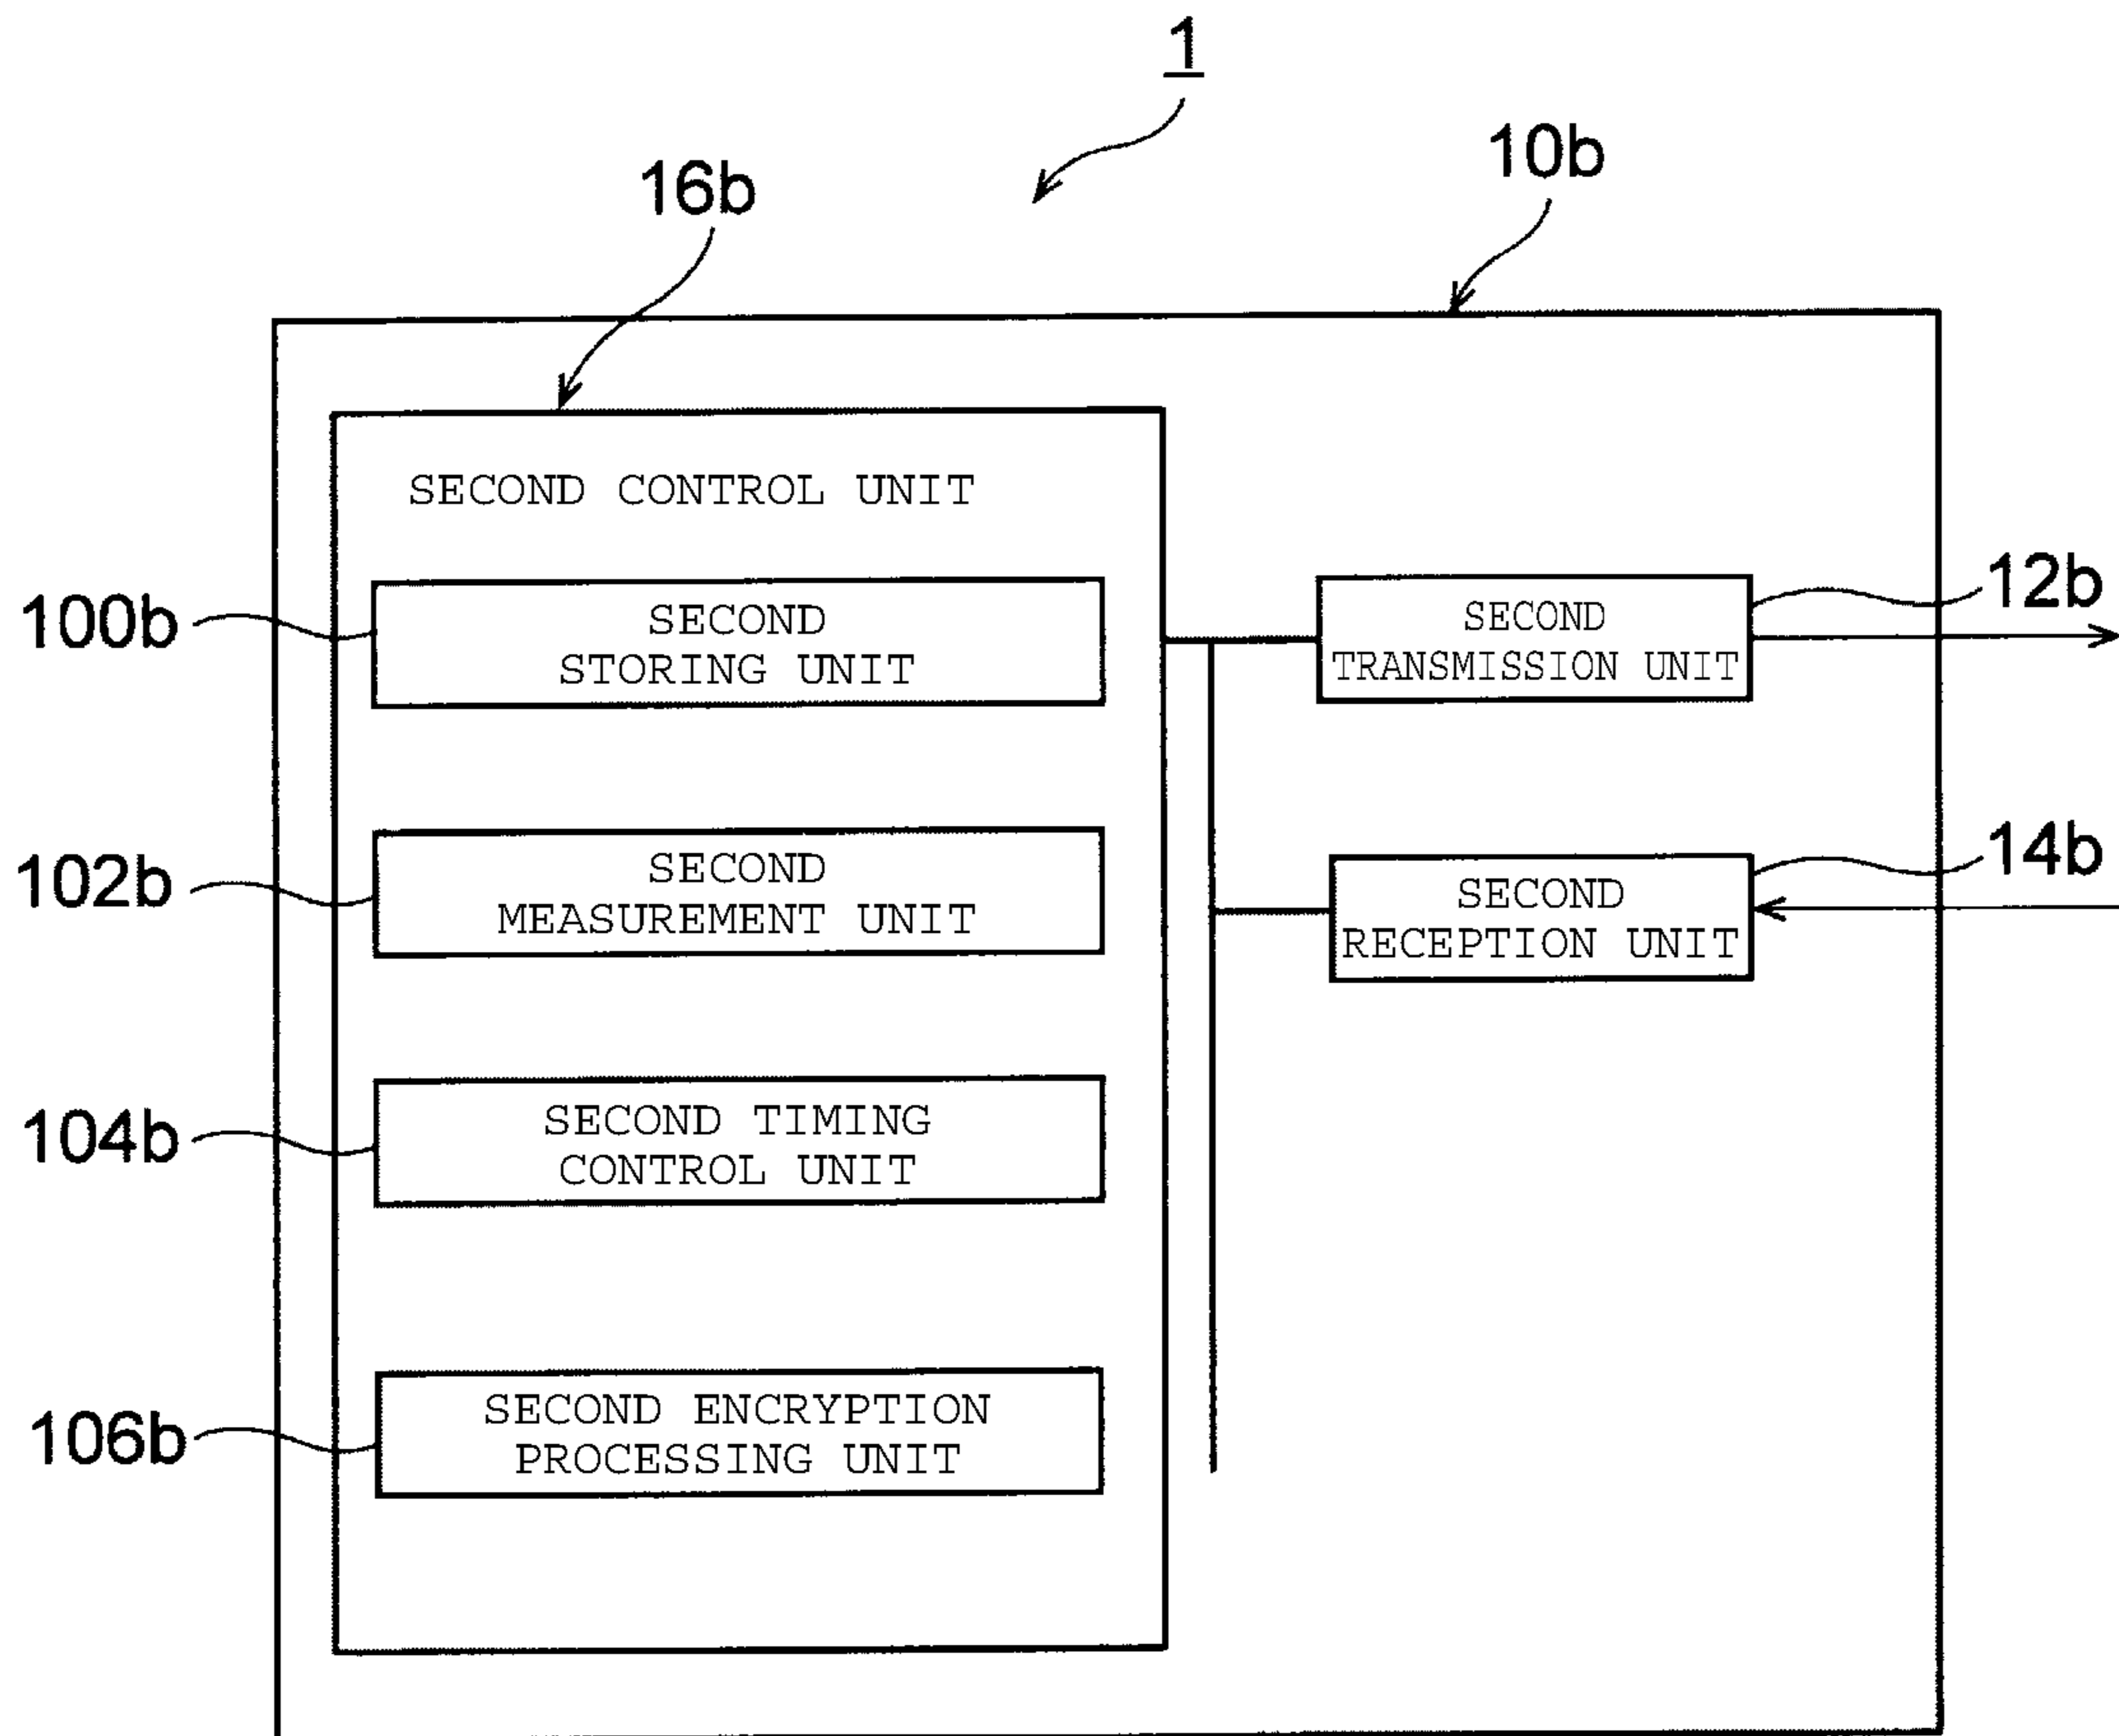 1
10b
16b
SECOND CONTROL UNIT
100b
SECOND
STORING UNIT
SECOND
TRANSMISSION UNIT
12b
102b
SECOND
MEASUREMENT UNIT
SECOND
RECEPTION UNIT
14b
104b
SECOND TIMING
CONTROL UNIT
106b
SECOND ENCRYPTION
PROCESSING UNIT